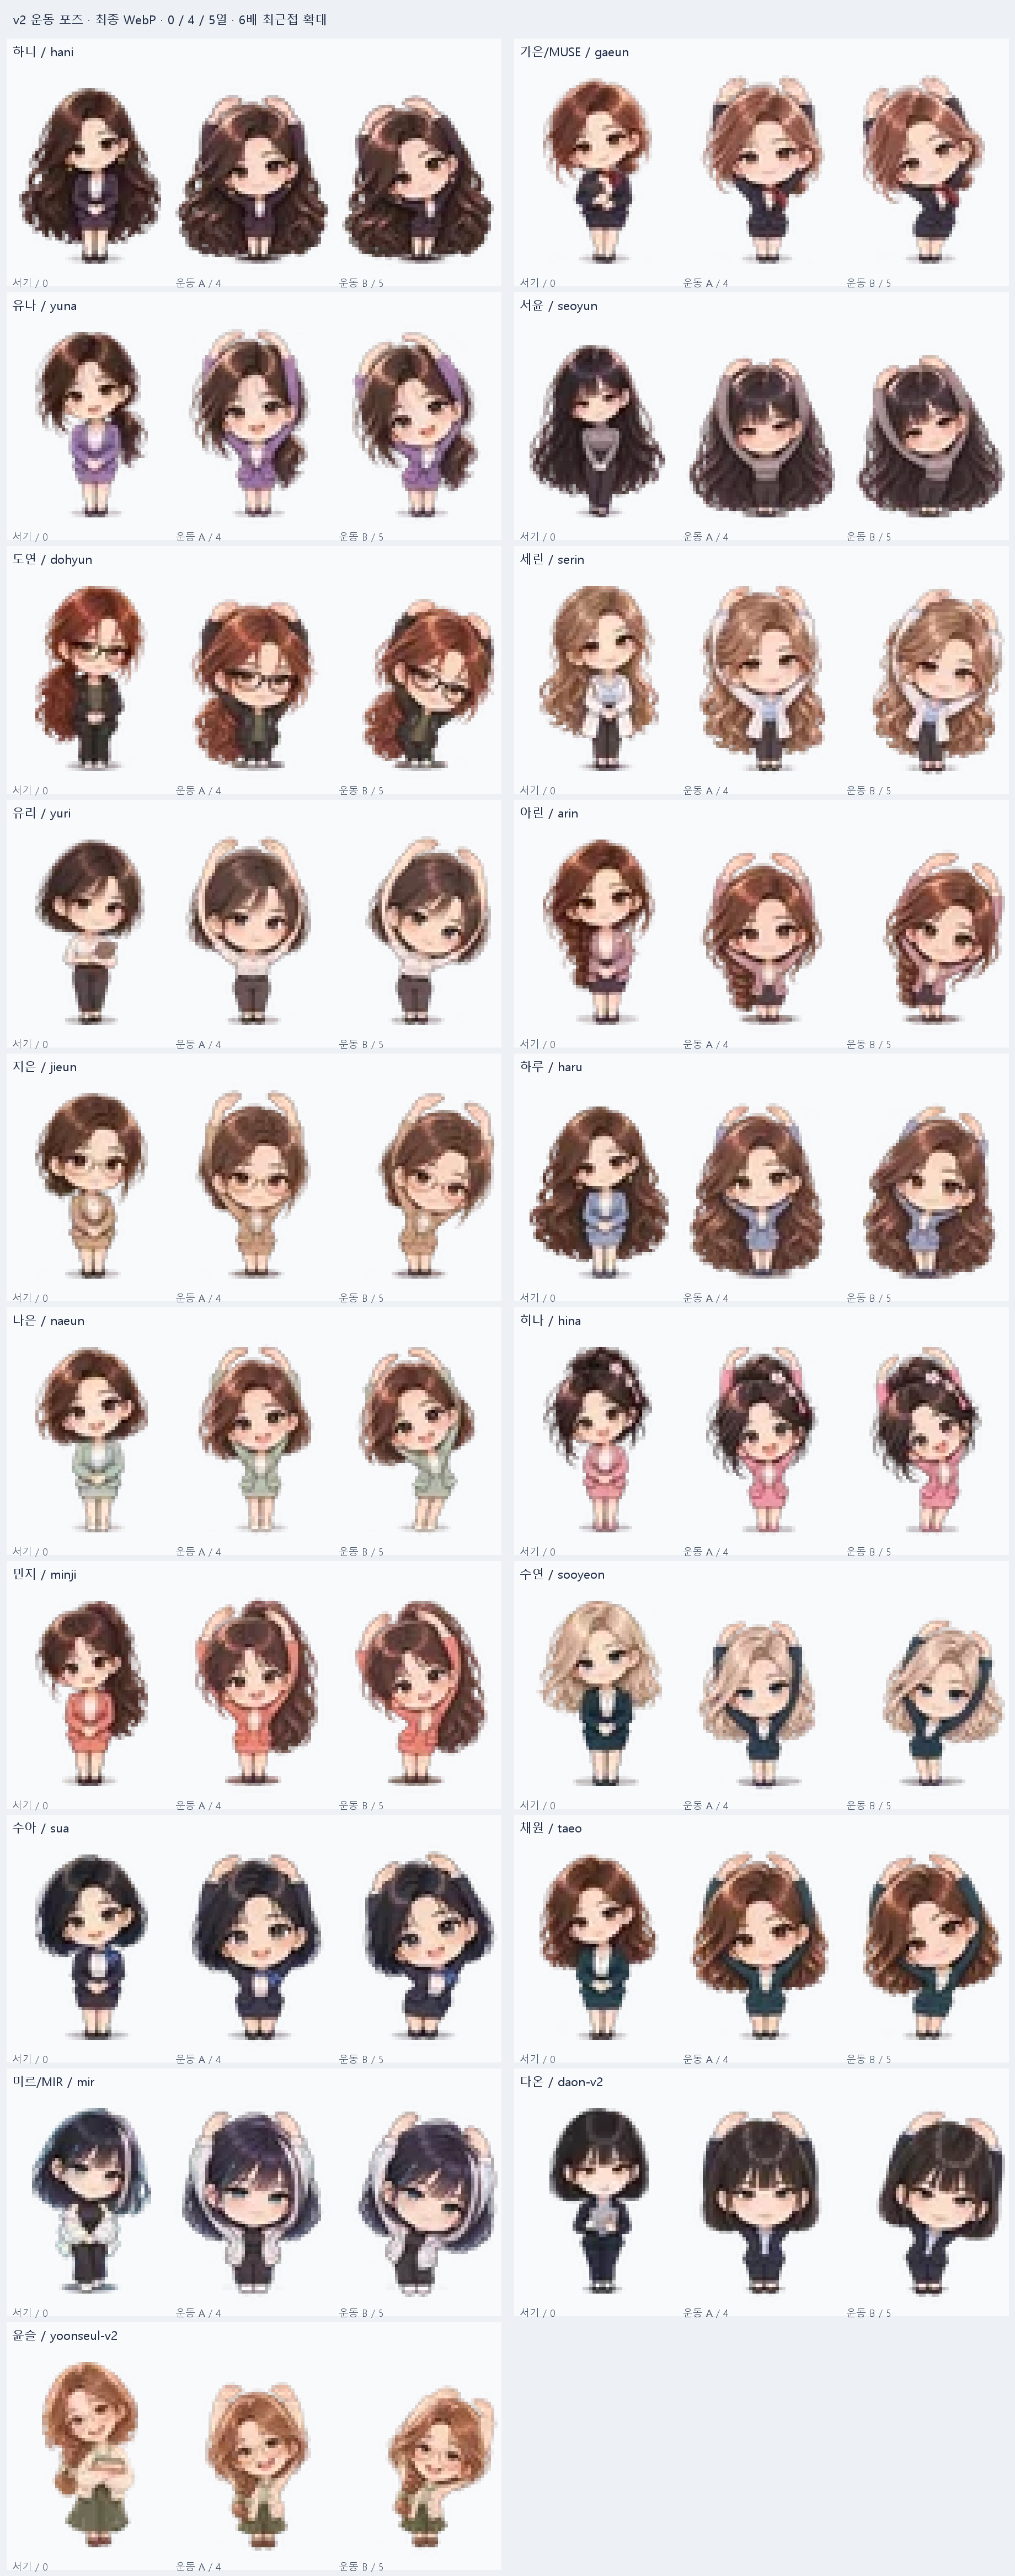 v2 운동 포즈 · 최종 WebP · 0 / 4 / 5열 · 6배 최근접 확대
하니 / hani
서기 / 0 운동 A / 4 운동 B / 5
가은/MUSE / gaeun
서기 / 0 운동 A / 4 운동 B / 5
유나 / yuna
서기 / 0 운동 A / 4 운동 B / 5
서윤 / seoyun
서기 / 0 운동 A / 4 운동 B / 5
도연 / dohyun
서기 / 0 운동 A / 4 운동 B / 5
세린 / serin
서기 / 0 운동 A / 4 운동 B / 5
유리 / yuri
서기 / 0 운동 A / 4 운동 B / 5
아린 / arin
서기 / 0 운동 A / 4 운동 B / 5
지은 / jieun
서기 / 0 운동 A / 4 운동 B / 5
하루 / haru
서기 / 0 운동 A / 4 운동 B / 5
나은 / naeun
서기 / 0 운동 A / 4 운동 B / 5
히나 / hina
서기 / 0 운동 A / 4 운동 B / 5
민지 / minji
서기 / 0 운동 A / 4 운동 B / 5
수연 / sooyeon
서기 / 0 운동 A / 4 운동 B / 5
수아 / sua
서기 / 0 운동 A / 4 운동 B / 5
채원 / taeo
서기 / 0 운동 A / 4 운동 B / 5
미르/MIR / mir
서기 / 0 운동 A / 4 운동 B / 5
다온 / daon-v2
서기 / 0 운동 A / 4 운동 B / 5
윤슬 / yoonseul-v2
서기 / 0 운동 A / 4 운동 B / 5